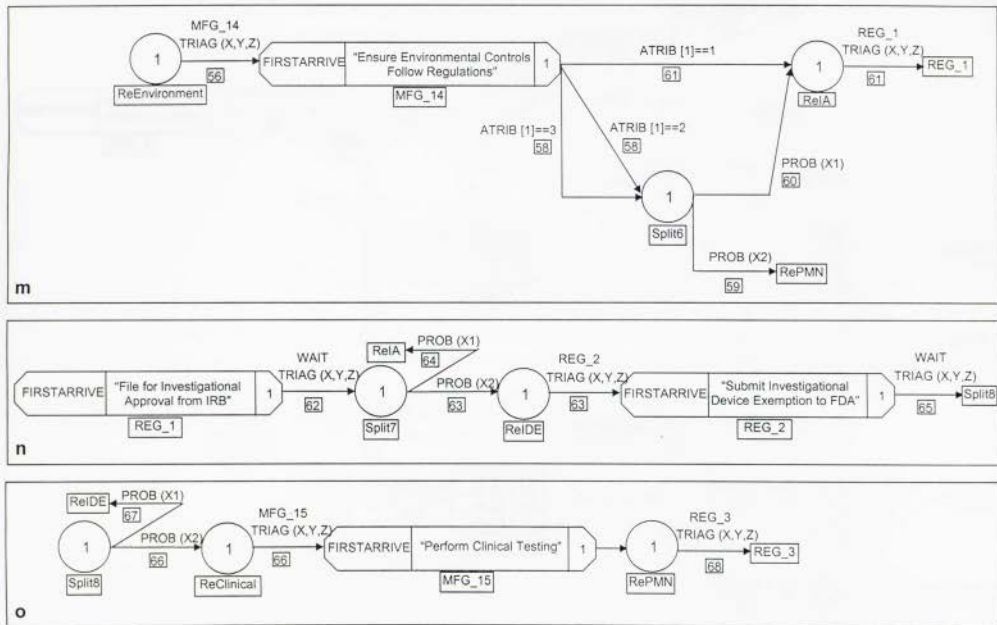 MFG_14
TRIAG (X,Y,Z)
56
1
ReEnvironment
FIRSTARRIVE
"Ensure Environmental Controls
Follow Regulations"
1
MFG_14
ATRIB [1]==1
61
ATRIB [1]==3
58
ATRIB [1]==2
58
1
Split6
PROB (X1)
60
PROB (X2)
59
RePMN
1
ReIA
REG_1
TRIAG (X,Y,Z)
61
REG_1
m
FIRSTARRIVE
"File for Investigational
Approval from IRB"
1
REG_1
WAIT
TRIAG (X,Y,Z)
62
1
Split7
ReIA
PROB (X1)
64
PROB (X2)
63
1
ReIDE
REG_2
TRIAG (X,Y,Z)
63
FIRSTARRIVE
"Submit Investigational
Device Exemption to FDA"
1
REG_2
WAIT
TRIAG (X,Y,Z)
65
Split8
n
ReIDE
PROB (X1)
67
1
Split8
PROB (X2)
66
1
ReClinical
MFG_15
TRIAG (X,Y,Z)
66
FIRSTARRIVE
"Perform Clinical Testing"
1
MFG_15
1
RePMN
REG_3
TRIAG (X,Y,Z)
68
REG_3
o